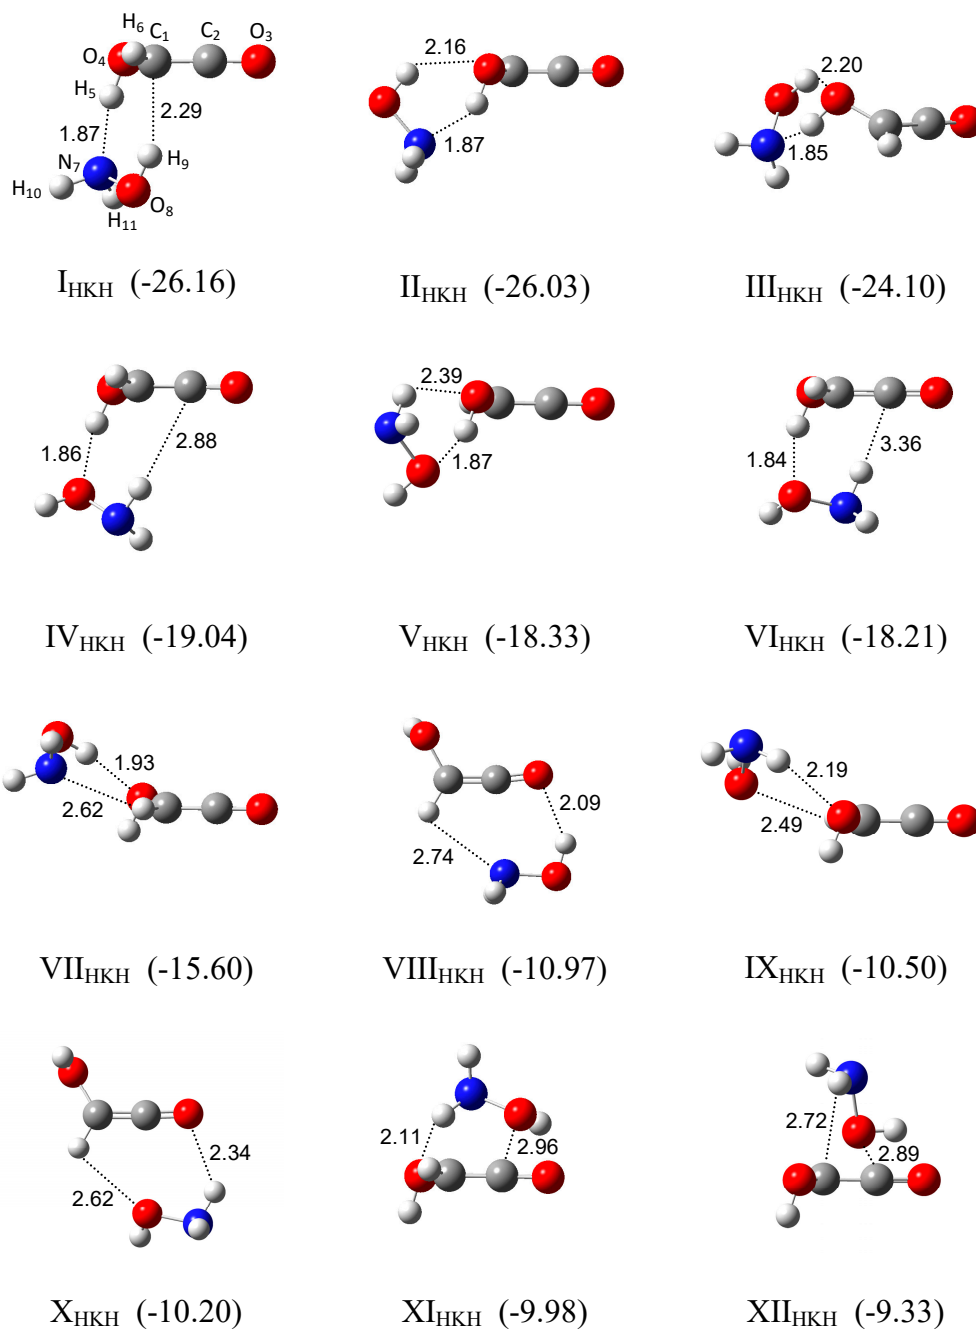 H6 C1 C2 O3
O4
H5
1.87 2.29
N7 H9
H10
H11 O8
2.16
1.87
2.20
1.85
I_HKH (-26.16) II_HKH (-26.03) III_HKH (-24.10)
1.86 2.88
2.39
1.87
1.84 3.36
IV_HKH (-19.04) V_HKH (-18.33) VI_HKH (-18.21)
1.93
2.62
2.09
2.74
2.19
2.49
VII_HKH (-15.60) VIII_HKH (-10.97) IX_HKH (-10.50)
2.34
2.62
2.11 2.96
2.72
2.89
X_HKH (-10.20) XI_HKH (-9.98) XII_HKH (-9.33)